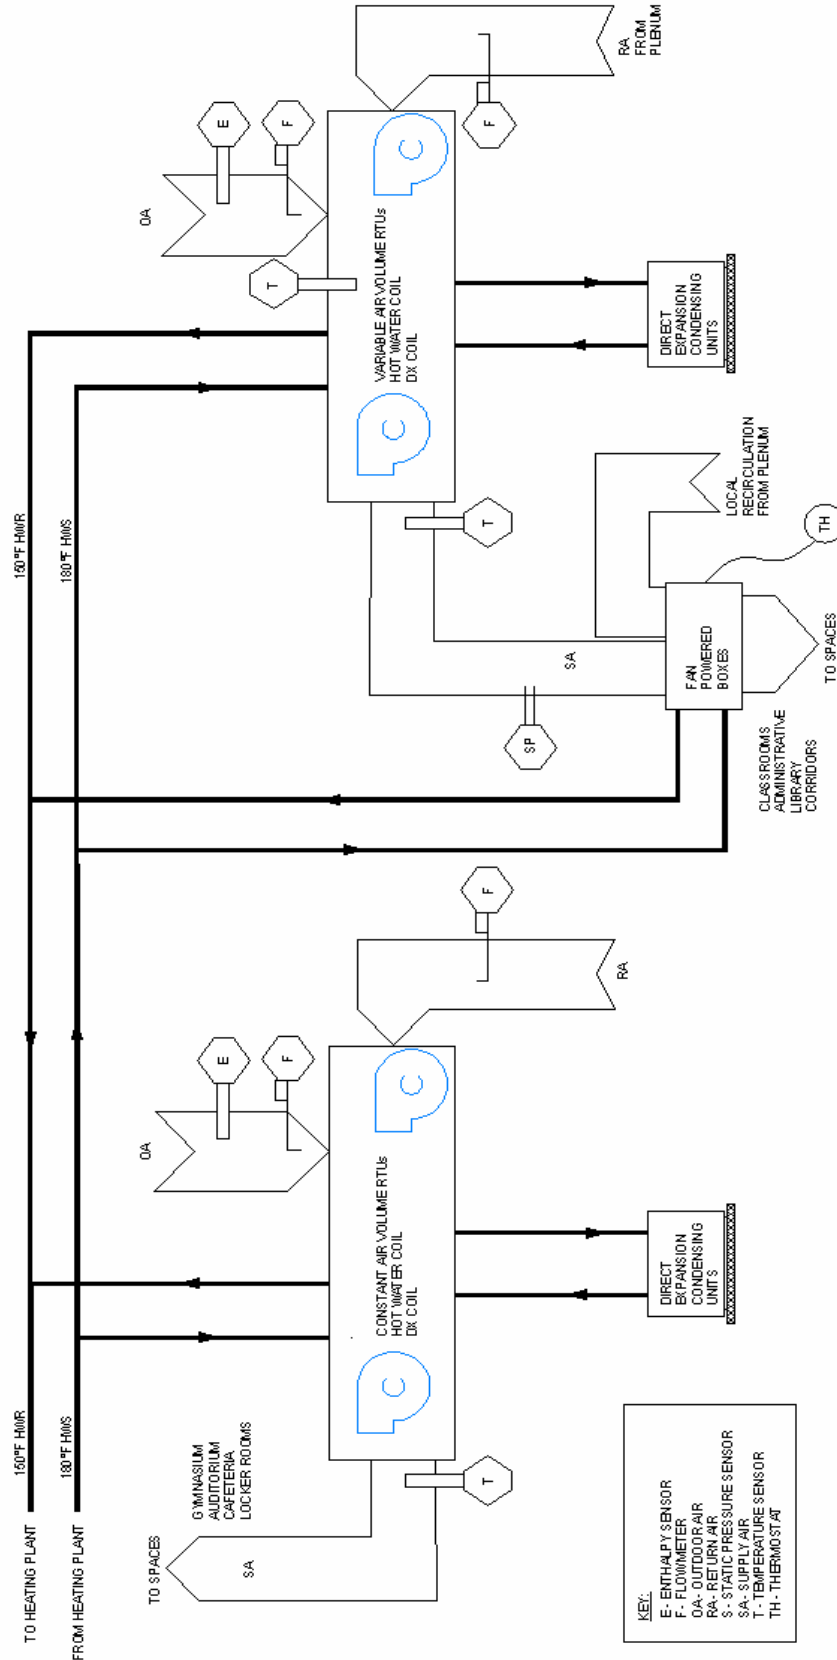 TO HEATING PLANT
150°F HWR
150°F HWR
FROM HEATING PLANT
180°F HWS
180°F HWS
TO SPACES
SA
GYMNASIUM
AUDITORIUM
CAFETERIA
LOCKER ROOMS
T
CONSTANT AIR VOLUME RTUs
HOT WATER COIL
DX COIL
C
C
OA
E
F
RA
F
DIRECT
EXPANSION
CONDENSING
UNITS
OA
E
F
T
VARIABLE AIR VOLUME RTUs
HOT WATER COIL
DX COIL
C
C
RA
FROM
PLENUM
F
T
SA
SP
FAN
POWERED
BOXES
LOCAL
RECIRCULATION
FROM PLENUM
TH
TO SPACES
CLASSROOMS
ADMINISTRATIVE
LIBRARY
CORRIDORS
DIRECT
EXPANSION
CONDENSING
UNITS
KEY:
E - ENTHALPY SENSOR
F - FLOWMETER
OA - OUTDOOR AIR
RA - RETURN AIR
S - STATIC PRESSURE SENSOR
SA - SUPPLY AIR
T - TEMPERATURE SENSOR
TH - THERMOSTAT